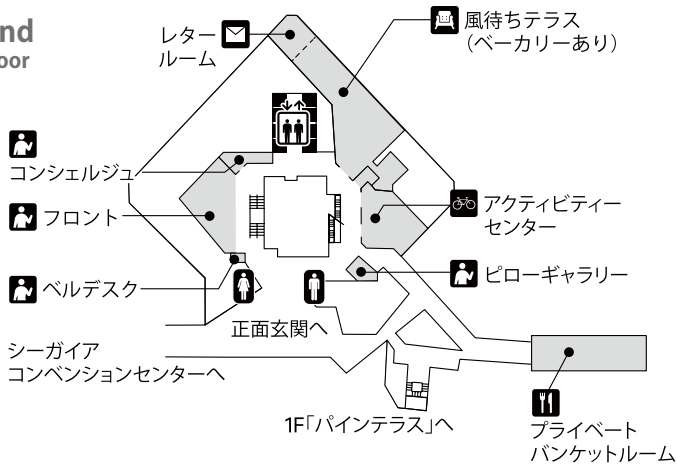 nd
oor
レター
ルーム
風待ちテラス
（ベーカリーあり）
コンシェルジュ
フロント
アクティビティー
センター
ベルデスク
ピローギャラリー
正面玄関へ
シーガイア
コンベンションセンターへ
1F「パインテラス」へ
プライベート
バンケットルーム